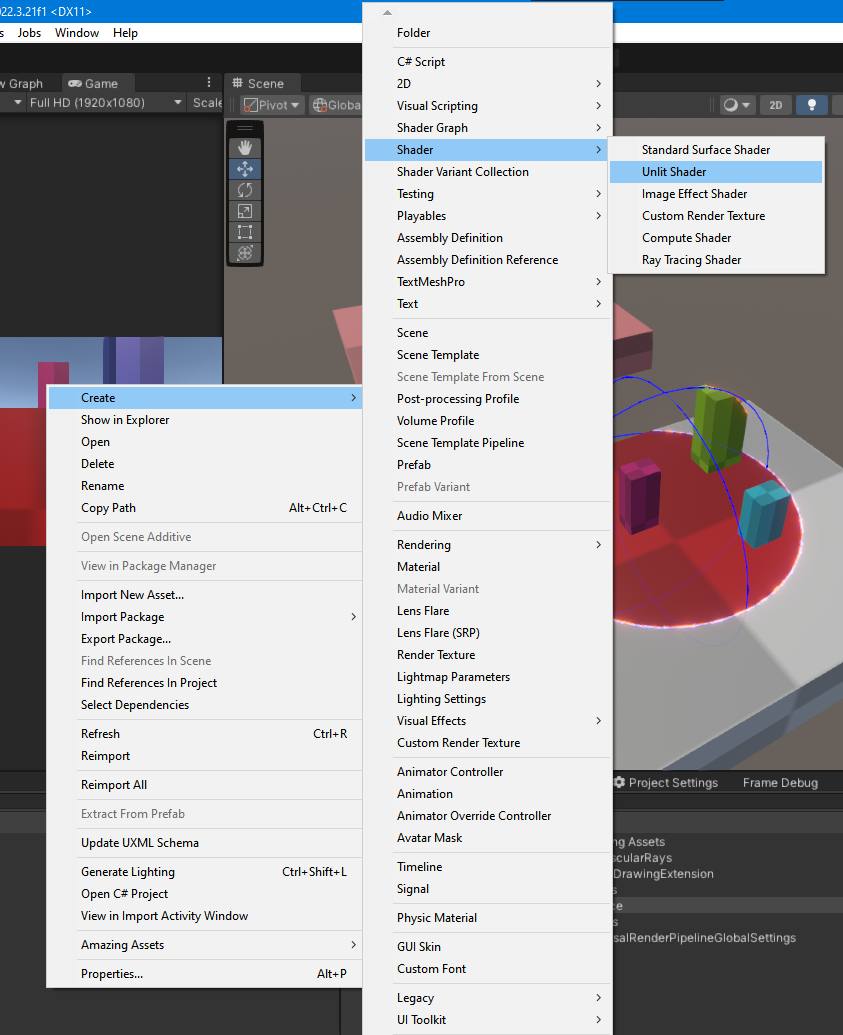 022.3.21f1 <DX11>
s Jobs Window Help
w Graph Game Scene
Full HD (1920x1080) Scale Pivot Globa 2D
Folder
C# Script
2D
Visual Scripting
Shader Graph
Shader
Shader Variant Collection
Testing
Playables
Assembly Definition
Assembly Definition Reference
TextMeshPro
Text
Scene
Scene Template
Scene Template From Scene
Post-processing Profile
Volume Profile
Scene Template Pipeline
Prefab
Prefab Variant
Audio Mixer
Rendering
Material
Material Variant
Lens Flare
Lens Flare (SRP)
Render Texture
Lightmap Parameters
Lighting Settings
Visual Effects
Custom Render Texture
Animator Controller
Animation
Animator Override Controller
Avatar Mask
Timeline
Signal
Physic Material
GUI Skin
Custom Font
Legacy
UI Toolkit
Standard Surface Shader
Unlit Shader
Image Effect Shader
Custom Render Texture
Compute Shader
Ray Tracing Shader
Create
Show in Explorer
Open
Delete
Rename
Copy Path Alt+Ctrl+C
Open Scene Additive
View in Package Manager
Import New Asset...
Import Package
Export Package...
Find References In Scene
Find References In Project
Select Dependencies
Refresh Ctrl+R
Reimport
Reimport All
Extract From Prefab
Update UXML Schema
Generate Lighting Ctrl+Shift+L
Open C# Project
View in Import Activity Window
Amazing Assets
Properties... Alt+P
Project Settings Frame Debug
ng Assets
scularRays
DrawingExtension
s
ce
s
salRenderPipelineGlobalSettings